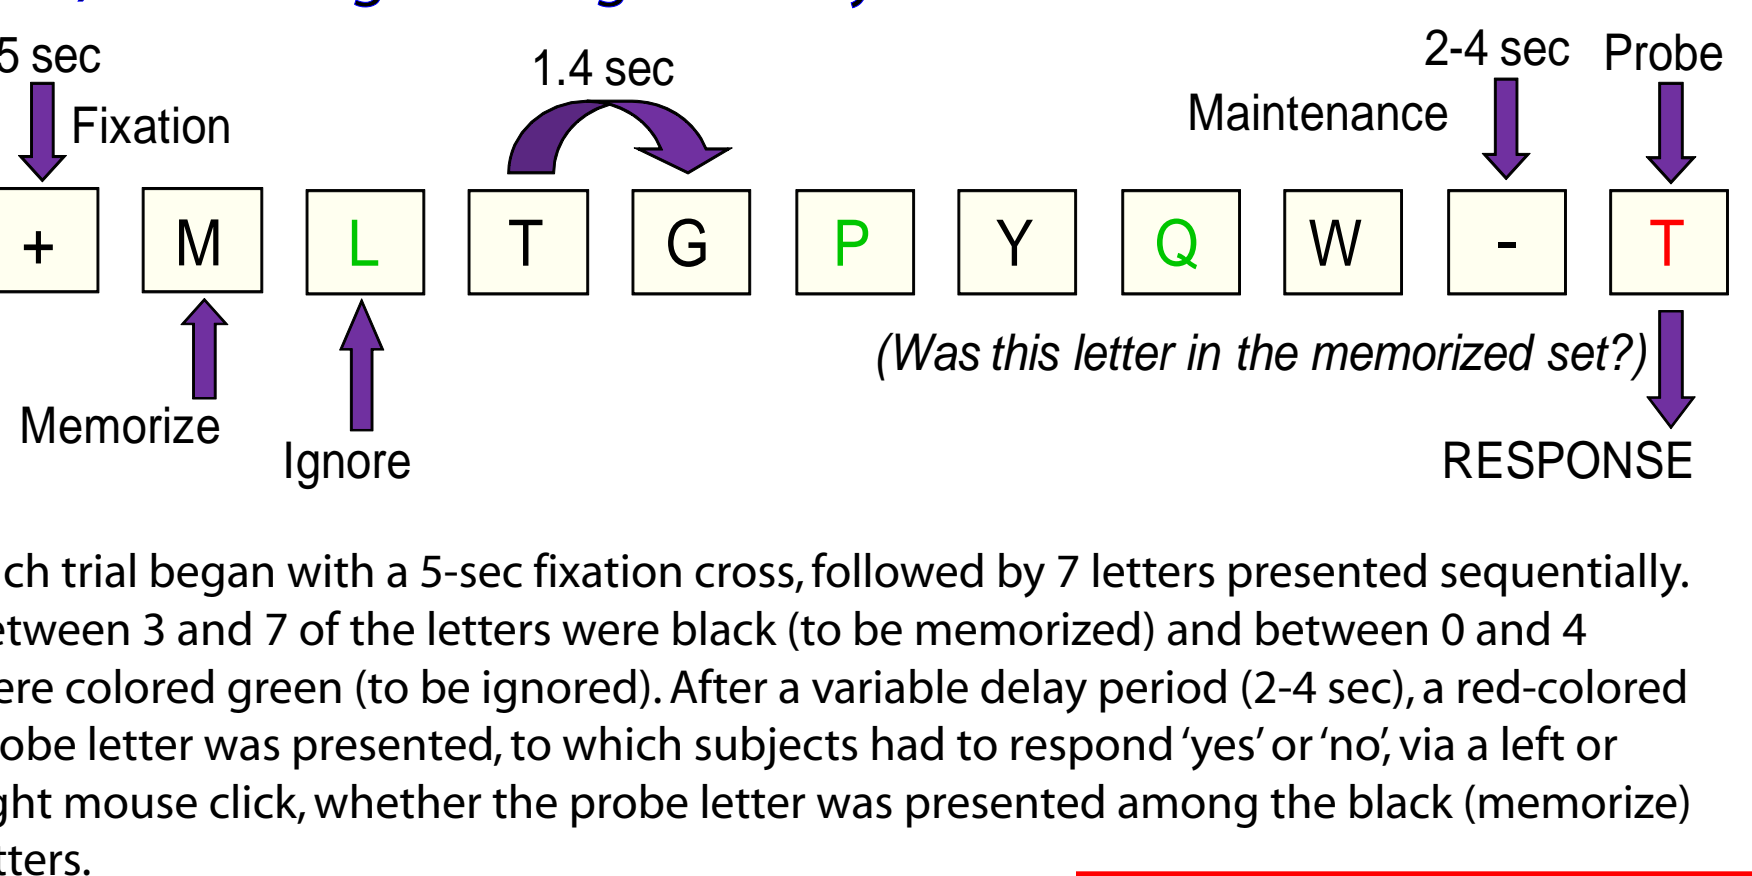 5 sec
1.4 sec
2-4 sec Probe
Fixation
Maintenance
+ M L T G P Y Q W - T
(Was this letter in the memorized set?)
Memorize
Ignore
RESPONSE
ch trial began with a 5-sec fixation cross, followed by 7 letters presented sequentially.
etween 3 and 7 of the letters were black (to be memorized) and between 0 and 4
ere colored green (to be ignored). After a variable delay period (2-4 sec), a red-colored
obe letter was presented, to which subjects had to respond ‘yes’ or ‘no’, via a left or
ght mouse click, whether the probe letter was presented among the black (memorize)
tters.